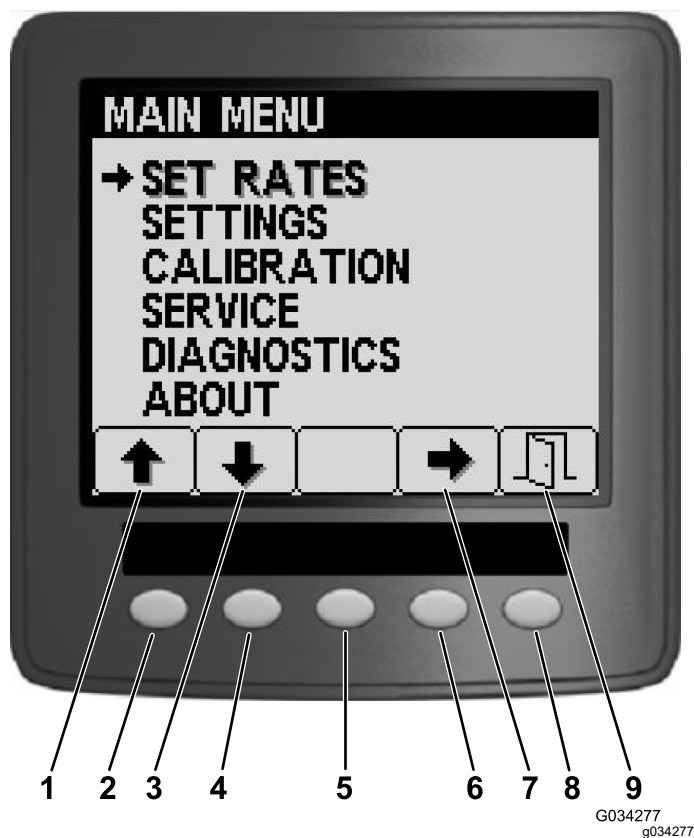 MAIN MENU
SET RATES
SETTINGS
CALIBRATION
SERVICE
DIAGNOSTICS
ABOUT
1 2 3 4 5 6 7 8 9
G034277
g034277